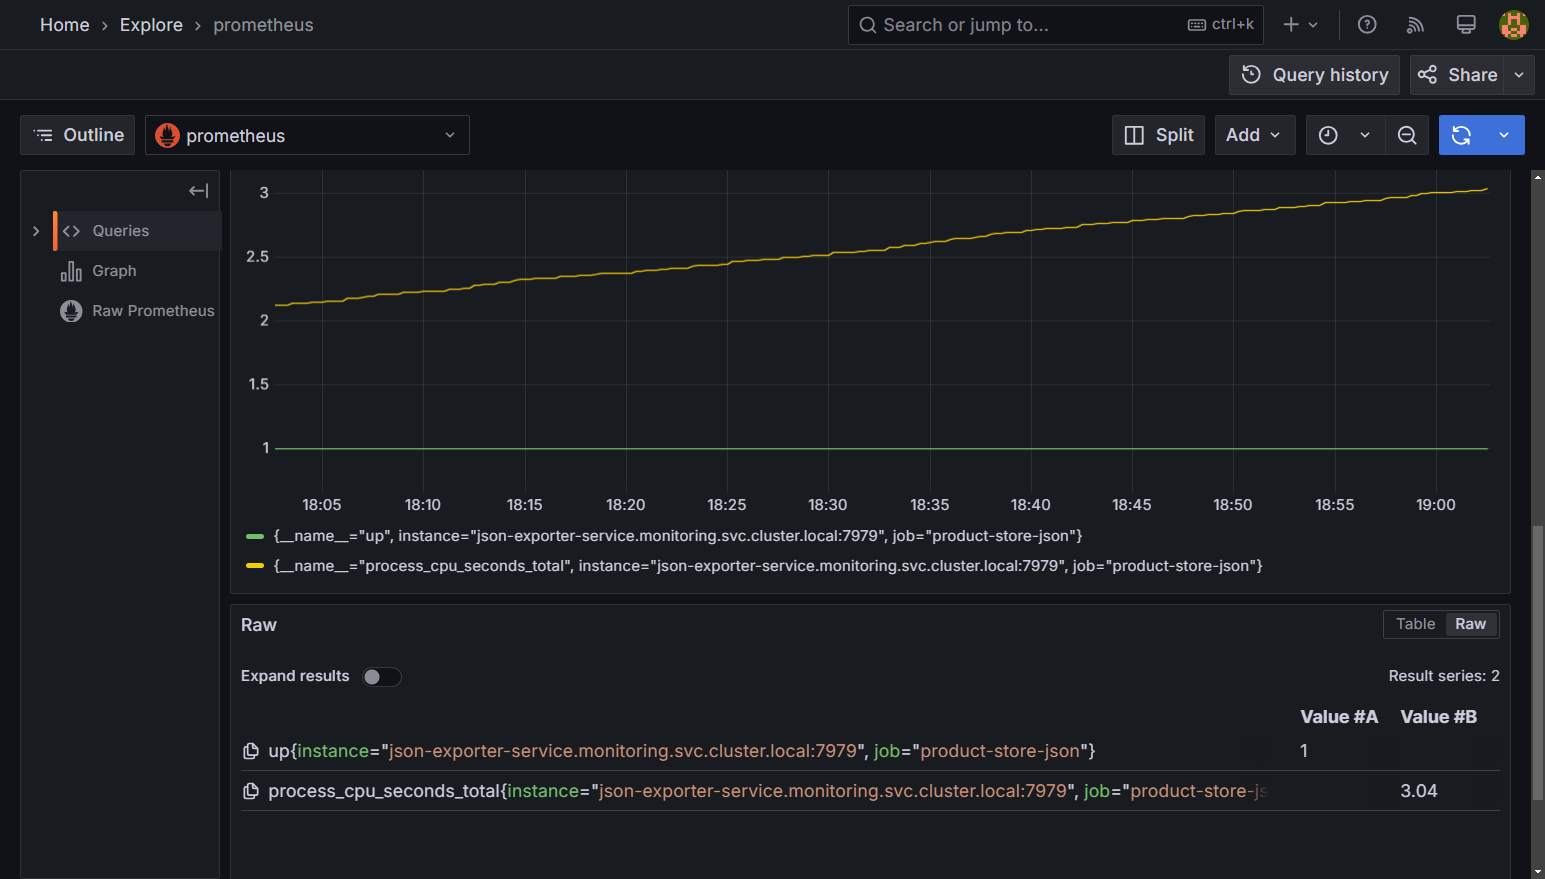 Home › Explore › prometheus
Search or jump to... ctrl+k
Query history Share
Outline prometheus Split Add
Queries
Graph
Raw Prometheus
3
2.5
2
1.5
1
18:05 18:10 18:15 18:20 18:25 18:30 18:35 18:40 18:45 18:50 18:55 19:00
{__name__="up", instance="json-exporter-service.monitoring.svc.cluster.local:7979", job="product-store-json"}
{__name__="process_cpu_seconds_total", instance="json-exporter-service.monitoring.svc.cluster.local:7979", job="product-store-json"}
Raw Table Raw
Expand results Result series: 2
Value #A Value #B
up{instance="json-exporter-service.monitoring.svc.cluster.local:7979", job="product-store-json"} 1
process_cpu_seconds_total{instance="json-exporter-service.monitoring.svc.cluster.local:7979", job="product-store-js 3.04